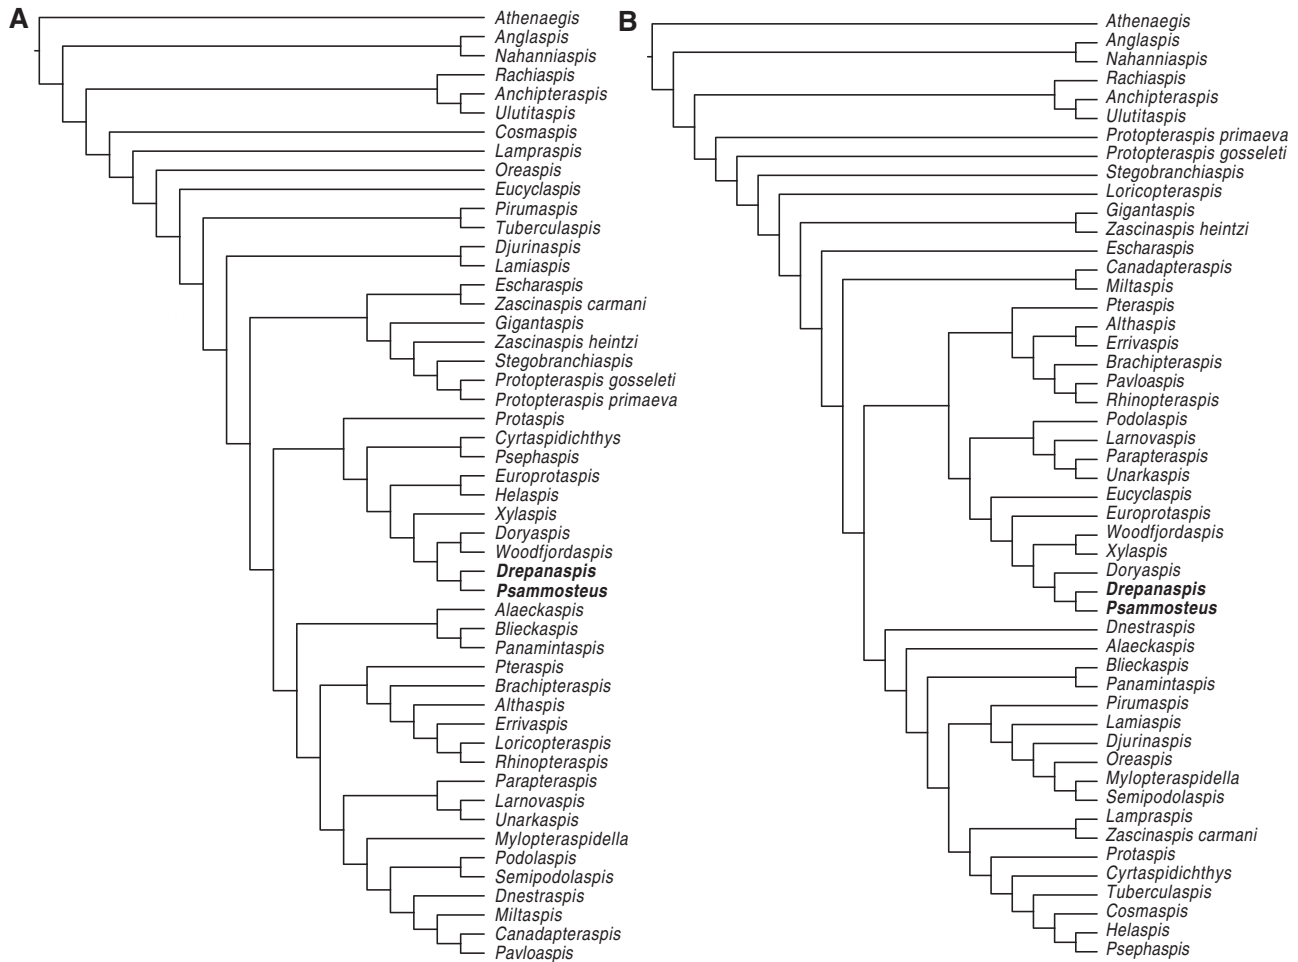 A
Athenaegis
Anglaspis
Nahanniaspis
Rachiaspis
Anchipteraspis
Ulutitaspis
Cosmaspis
Lampraspis
Oreaspis
Eucyclaspis
Pirumaspis
Tuberculaspis
Djurinaspis
Lamiaspis
Escharaspis
Zascinaspis carmani
Gigantaspis
Zascinaspis heintzi
Stegobranchiaspis
Protopteraspis gosseleti
Protopteraspis primaeva
Protaspis
Cyrtaspidichthys
Psephaspis
Europrotaspis
Helaspis
Xylaspis
Doryaspis
Woodfjordaspis
Drepanaspis
Psammosteus
Alaeckaspis
Blieckaspis
Panamintaspis
Pteraspis
Brachipteraspis
Althaspis
Errivaspis
Loricopteraspis
Rhinopteraspis
Parapteraspis
Larnovaspis
Unarkaspis
Mylopteraspidella
Podolaspis
Semipodolaspis
Dnestraspis
Miltaspis
Canadapteraspis
Pavloaspis
B
Athenaegis
Anglaspis
Nahanniaspis
Rachiaspis
Anchipteraspis
Ulutitaspis
Protopteraspis primaeva
Protopteraspis gosseleti
Stegobranchiaspis
Loricopteraspis
Gigantaspis
Zascinaspis heintzi
Escharaspis
Canadapteraspis
Miltaspis
Pteraspis
Althaspis
Errivaspis
Brachipteraspis
Pavloaspis
Rhinopteraspis
Podolaspis
Larnovaspis
Parapteraspis
Unarkaspis
Eucyclaspis
Europrotaspis
Woodfjordaspis
Xylaspis
Doryaspis
Drepanaspis
Psammosteus
Dnestraspis
Alaeckaspis
Blieckaspis
Panamintaspis
Pirumaspis
Lamiaspis
Djurinaspis
Oreaspis
Mylopteraspidella
Semipodolaspis
Lampraspis
Zascinaspis carmani
Protaspis
Cyrtaspidichthys
Tuberculaspis
Cosmaspis
Helaspis
Psephaspis